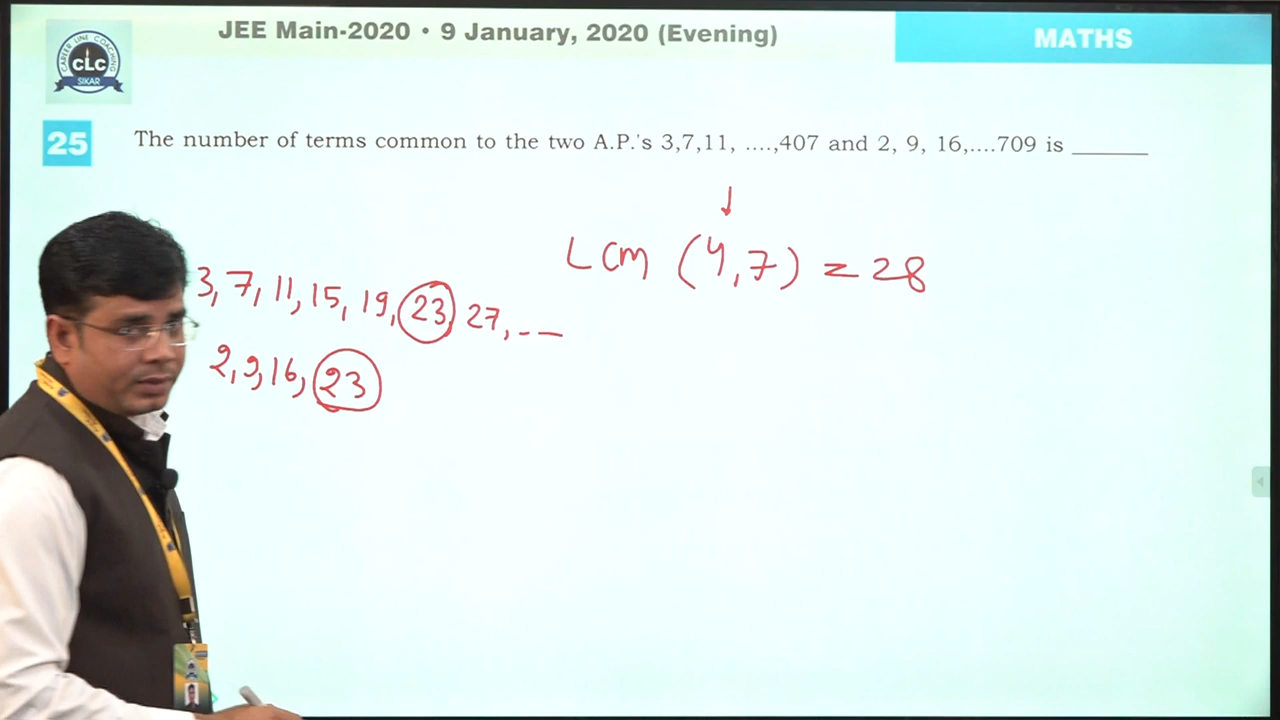 JEE Main-2020 • 9 January, 2020 (Evening)
MATHS
CAREER LINE COACHING
CLC
SIKAR
25
The number of terms common to the two A.P.'s 3,7,11, ....,407 and 2, 9, 16,....709 is ______
LCM (4,7) = 28
3, 7, 11, 15, 19, 23, 27, - —
2, 9, 16, 23